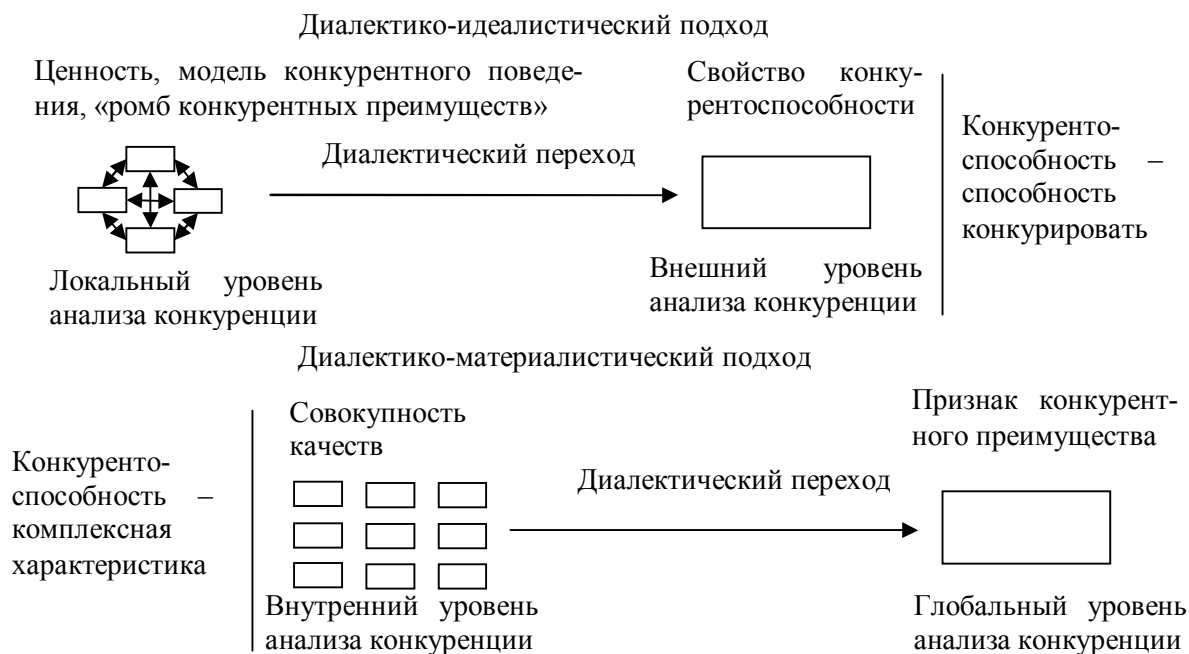 Диалектико-идеалистический подход
Ценность, модель конкурентного поведе-
ния, «ромб конкурентных преимуществ»
Свойство конку-
рентоспособности
Диалектический переход
Локальный уровень
анализа конкуренции
Внешний уровень
анализа конкуренции
Конкуренто-
способность –
способность
конкурировать
Диалектико-материалистический подход
Конкуренто-
способность –
комплексная
характеристика
Совокупность
качеств
Диалектический переход
Внутренний уровень
анализа конкуренции
Признак конкурент-
ного преимущества
Глобальный уровень
анализа конкуренции